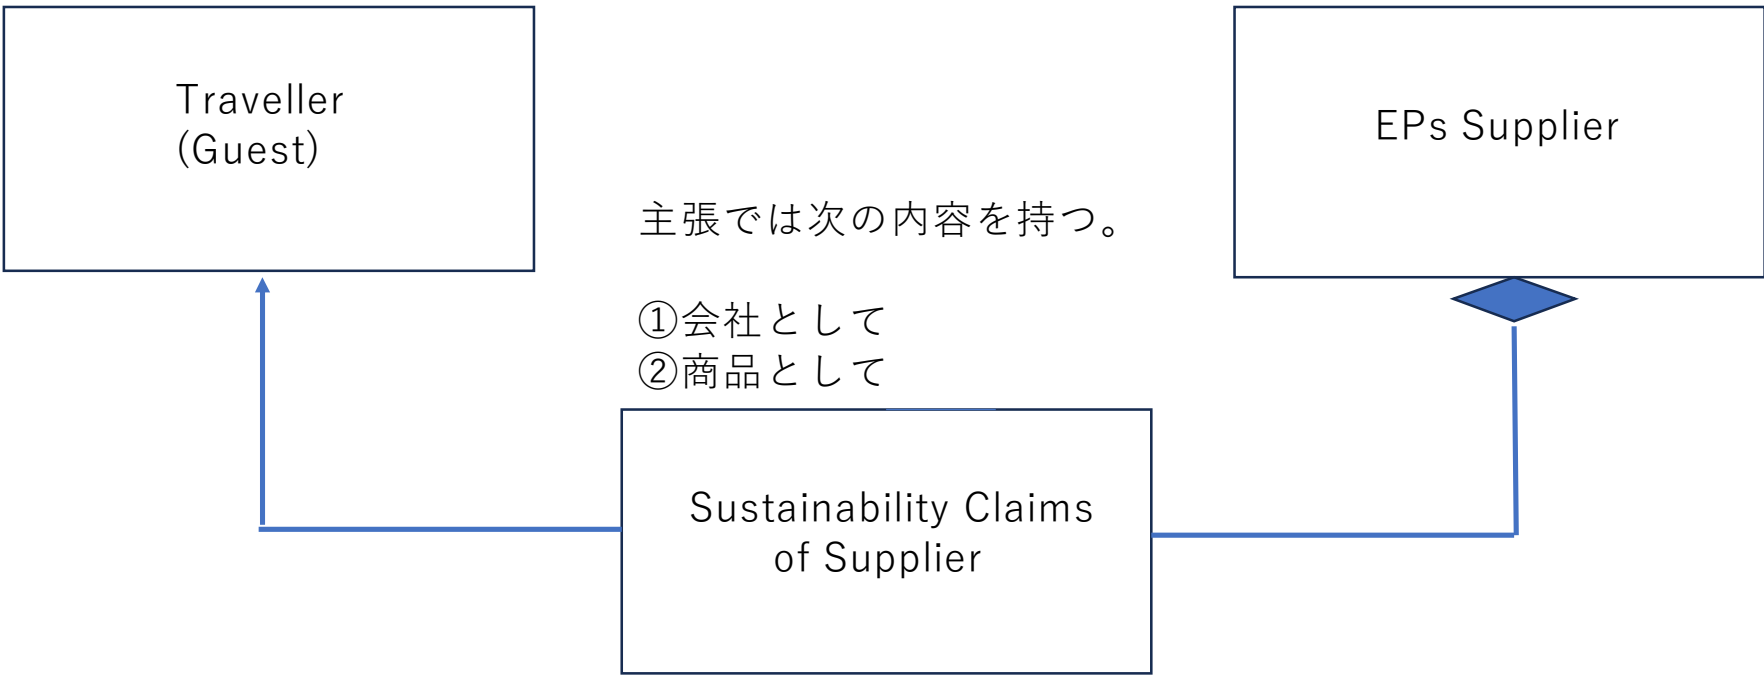 Traveller
(Guest)
EPs Supplier
主張では次の内容を持つ。
①会社として
②商品として
Sustainability Claims
of Supplier